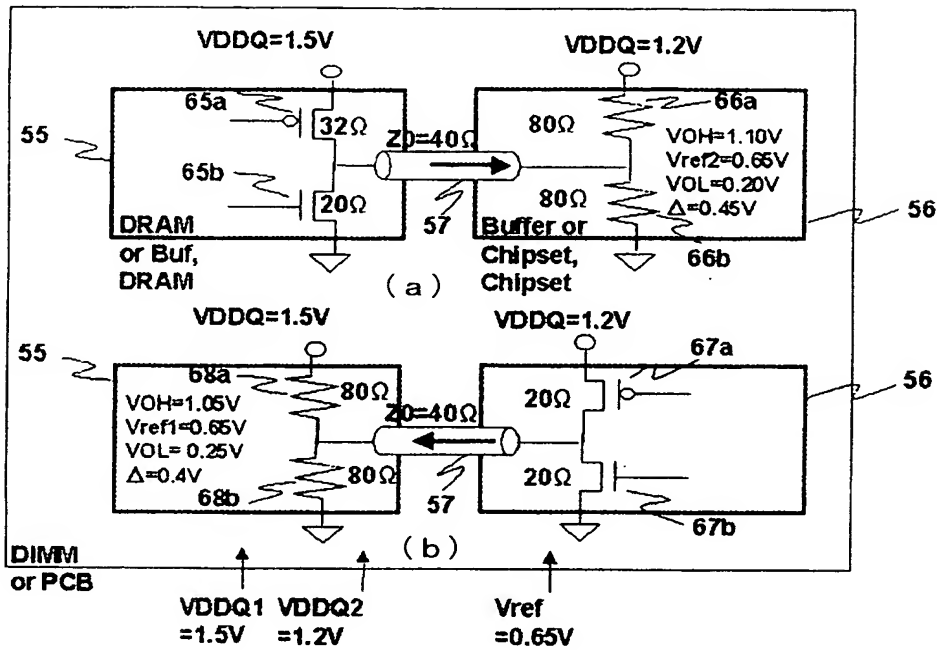 VDDQ=1.5V
VDDQ=1.2V
65a
66a
55
32Ω
Z0=40Ω
80Ω
VOH=1.10V
Vref2=0.65V
VOL=0.20V
Δ=0.45V
65b
20Ω
80Ω
57
56
DRAM
or Buf,
DRAM
Buffer or
Chipset,
Chipset
66b
(a)
VDDQ=1.5V
VDDQ=1.2V
55
68a
67a
VOH=1.05V
Vref1=0.65V
VOL= 0.25V
Δ=0.4V
80Ω
Z0=40Ω
20Ω
56
80Ω
20Ω
68b
57
67b
(b)
DIMM
or PCB
VDDQ1
=1.5V
VDDQ2
=1.2V
Vref
=0.65V